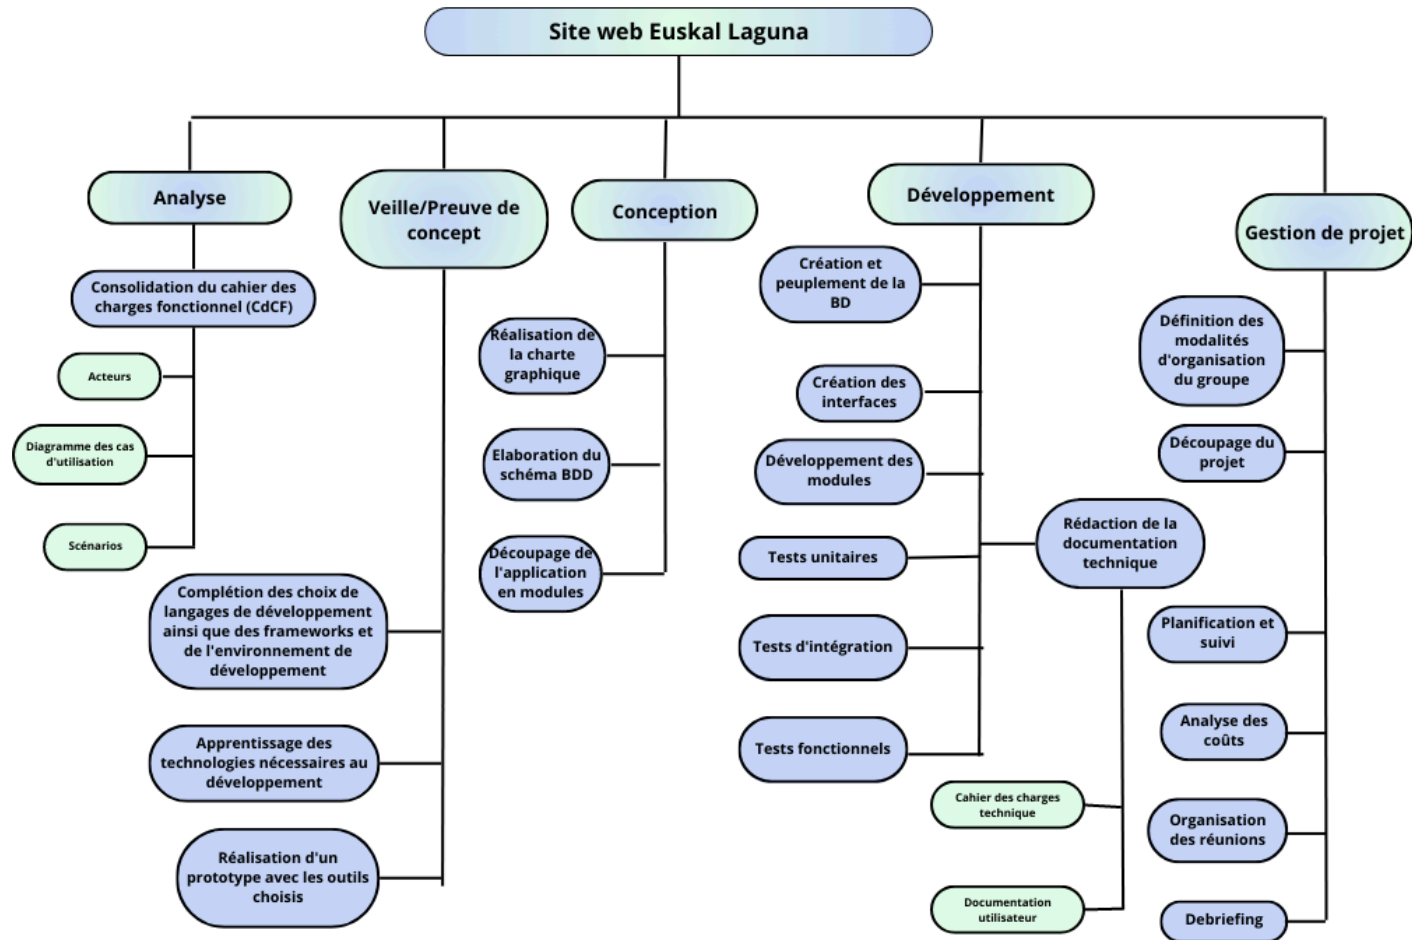 Site web Euskal Laguna
Analyse
Consolidation du cahier des
charges fonctionnel (CdCF)
Acteurs
Diagramme des cas
d'utilisation
Scénarios
Veille/Preuve de
concept
Complétion des choix de
langages de développement
ainsi que des frameworks et
de l'environnement de
développement
Apprentissage des
technologies nécessaires au
développement
Réalisation d'un
prototype avec les outils
choisis
Conception
Réalisation de
la charte
graphique
Elaboration du
schéma BDD
Découpage de
l'application
en modules
Développement
Création et
peuplement de la
BD
Création des
interfaces
Développement des
modules
Tests unitaires
Tests d'intégration
Tests fonctionnels
Rédaction de la
documentation
technique
Cahier des charges
technique
Documentation
utilisateur
Gestion de projet
Définition des
modalités
d'organisation
du groupe
Découpage du
projet
Planification et
suivi
Analyse des
coûts
Organisation
des réunions
Debriefing